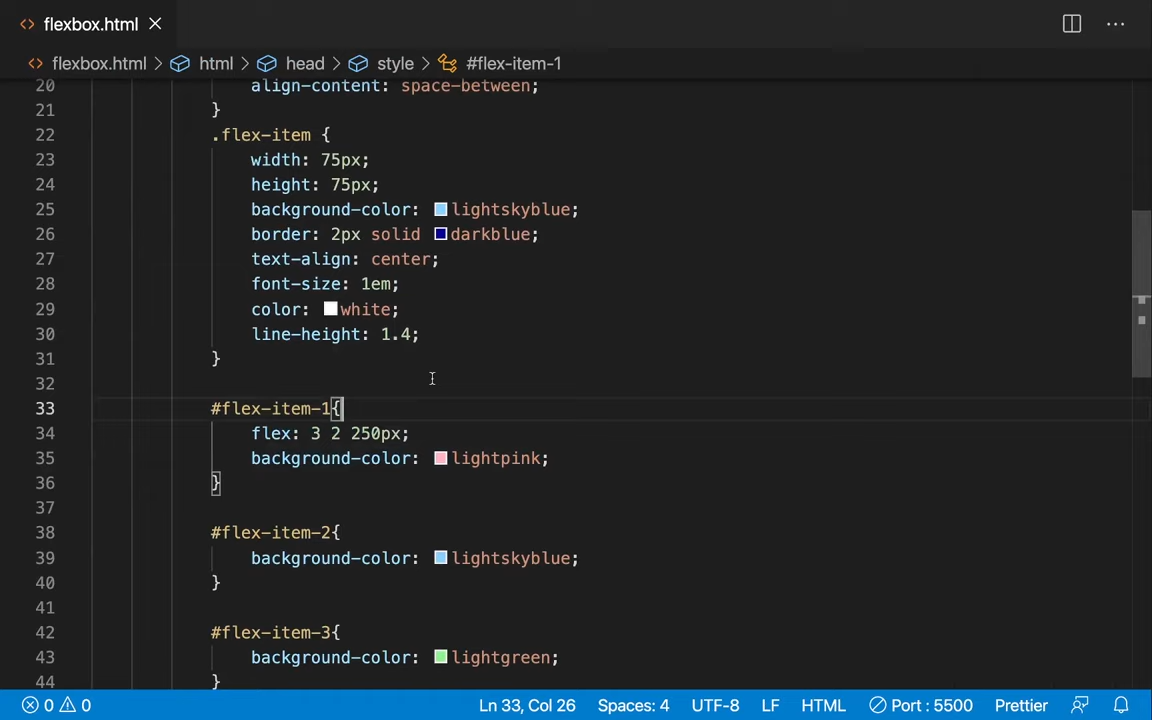 flexbox.html
flexbox.html > html > head > style > #flex-item-1
20 align-content: space-between;
21 }
22 .flex-item {
23 width: 75px;
24 height: 75px;
25 background-color: lightskyblue;
26 border: 2px solid darkblue;
27 text-align: center;
28 font-size: 1em;
29 color: white;
30 line-height: 1.4;
31 }
32
33 #flex-item-1{
34 flex: 3 2 250px;
35 background-color: lightpink;
36 }
37
38 #flex-item-2{
39 background-color: lightskyblue;
40 }
41
42 #flex-item-3{
43 background-color: lightgreen;
44 }
0 0 Ln 33, Col 26 Spaces: 4 UTF-8 LF HTML Port : 5500 Prettier